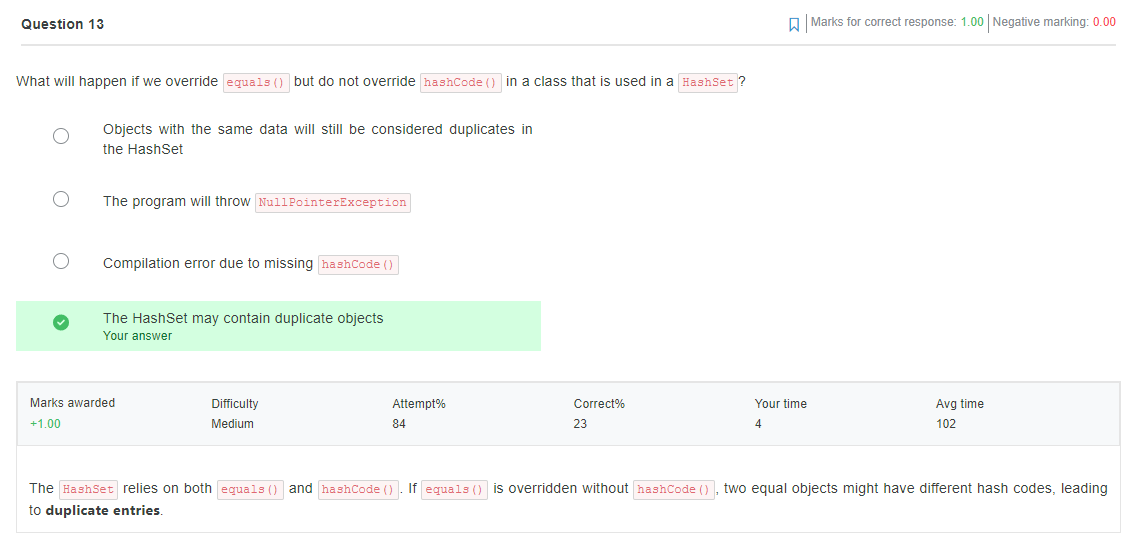 Question 13
Marks for correct response: 1.00 Negative marking: 0.00
What will happen if we override equals() but do not override hashCode() in a class that is used in a HashSet?
Objects with the same data will still be considered duplicates in
the HashSet
The program will throw NullPointerException
Compilation error due to missing hashCode()
The HashSet may contain duplicate objects
Your answer
Marks awarded Difficulty Attempt% Correct% Your time Avg time
+1.00 Medium 84 23 4 102
The HashSet relies on both equals() and hashCode(). If equals() is overridden without hashCode(), two equal objects might have different hash codes, leading
to duplicate entries.